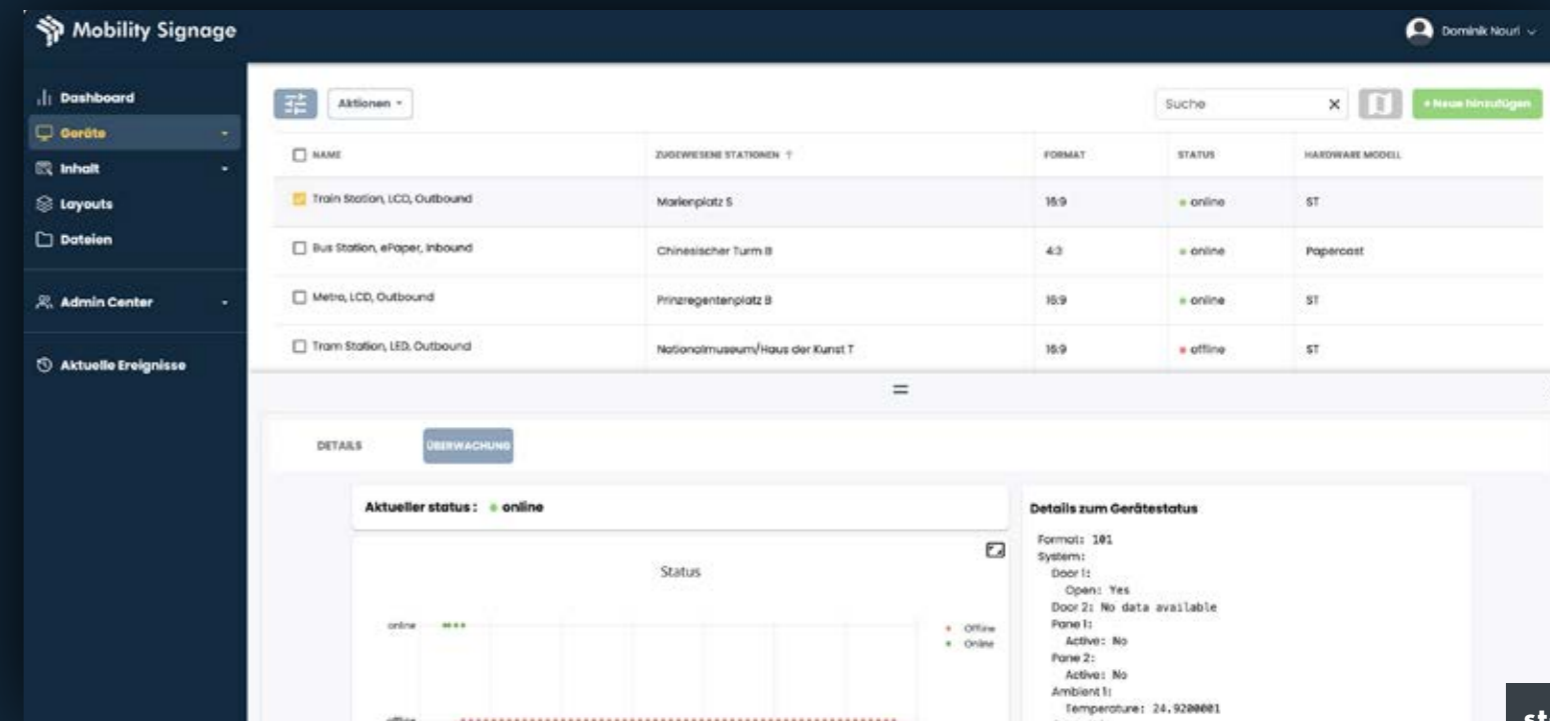 Mobility Signage
Dominik Nouri
Dashboard
Geräte
Inhalt
Layouts
Dateien
Admin Center
Aktuelle Ereignisse
Aktionen
Suche
+ Neue hinzufügen
NAME ZUGEWIESENE STATIONEN ↑ FORMAT STATUS HARDWARE MODELL
Train Station, LCD, Outbound Marienplatz S 16:9 online ST
Bus Station, ePaper, Inbound Chinesischer Turm B 4:3 online Papercast
Metro, LCD, Outbound Prinzregentenplatz B 16:9 online ST
Tram Station, LED, Outbound Nationalmuseum/Haus der Kunst T 16:9 offline ST
DETAILS ÜBERWACHUNG
Aktueller status : online
Status
online
offline
Offline
Online
Details zum Gerätestatus
Format: 101
System:
Door 1:
Open: Yes
Door 2: No data available
Pane 1:
Active: No
Pane 2:
Active: No
Ambient 1:
Temperature: 24.9200001
st